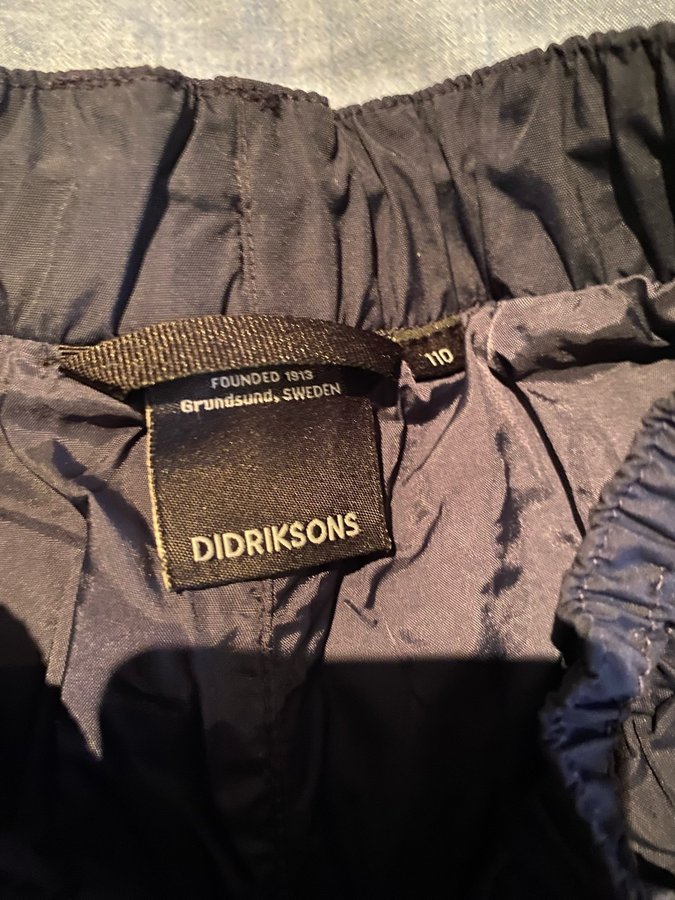 FOUNDED 1913
Grundsund, SWEDEN
110
DIDRIKSONS